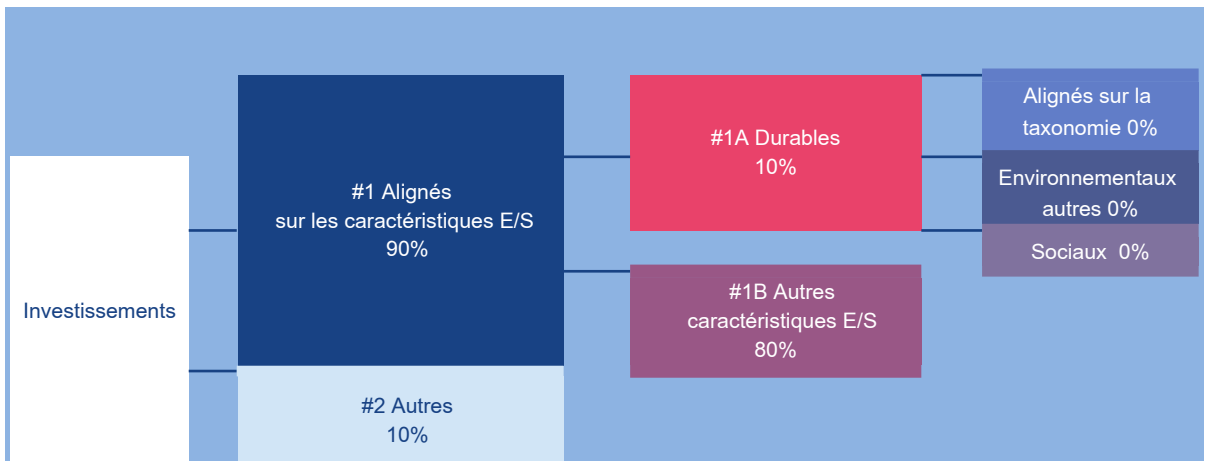 Investissements
#1 Alignés
sur les caractéristiques E/S
90%
#2 Autres
10%
#1A Durables
10%
#1B Autres
caractéristiques E/S
80%
Alignés sur la
taxonomie 0%
Environnementaux
autres 0%
Sociaux 0%